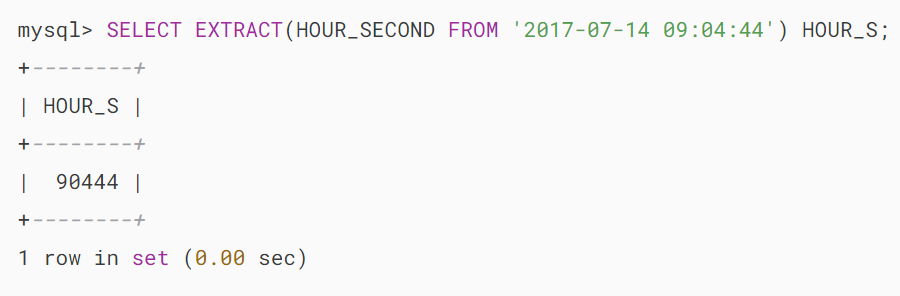 mysql> SELECT EXTRACT(HOUR_SECOND FROM '2017-07-14 09:04:44') HOUR_S;
+--------+
| HOUR_S |
+--------+
|  90444 |
+--------+
1 row in set (0.00 sec)